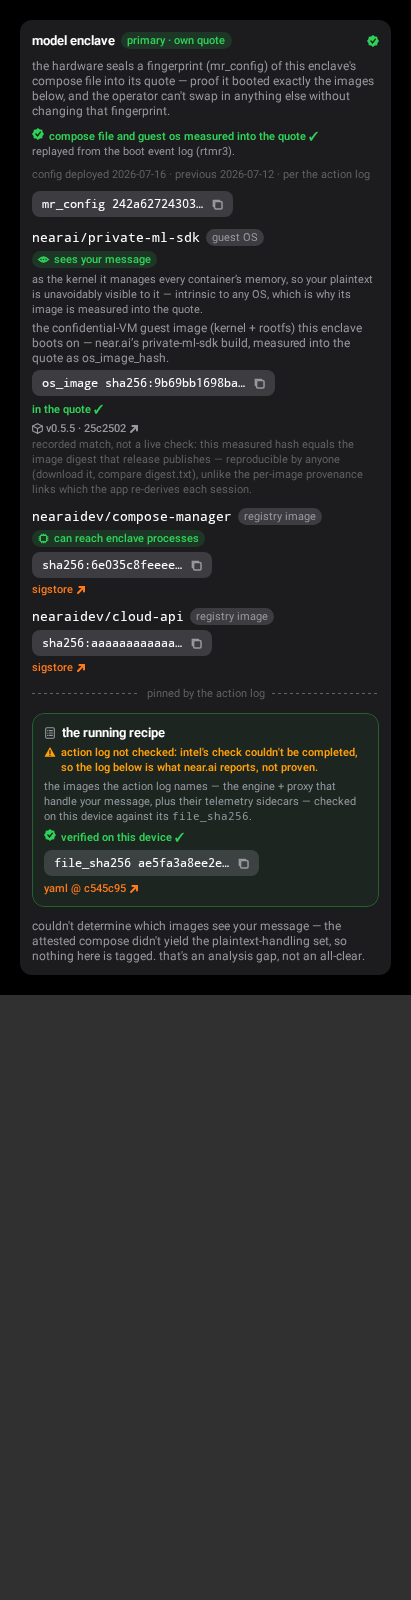 model enclave primary · own quote
the hardware seals a fingerprint (mr_config) of this enclave's
compose file into its quote — proof it booted exactly the images
below, and the operator can't swap in anything else without
changing that fingerprint.
compose file and guest os measured into the quote ✓
replayed from the boot event log (rtmr3).
config deployed 2026-07-16 · previous 2026-07-12 · per the action log
mr_config 242a62724303…
nearai/private-ml-sdk guest OS
sees your message
as the kernel it manages every container's memory, so your plaintext
is unavoidably visible to it — intrinsic to any OS, which is why its
image is measured into the quote.
the confidential-VM guest image (kernel + rootfs) this enclave
boots on — near.ai's private-ml-sdk build, measured into the
quote as os_image_hash.
os_image sha256:9b69bb1698ba…
in the quote ✓
v0.5.5 · 25c2502
recorded match, not a live check: this measured hash equals the
image digest that release publishes — reproducible by anyone
(download it, compare digest.txt), unlike the per-image provenance
links which the app re-derives each session.
nearaidev/compose-manager registry image
can reach enclave processes
sha256:6e035c8feeee…
sigstore
nearaidev/cloud-api registry image
sha256:aaaaaaaaaaaa…
sigstore
pinned by the action log
the running recipe
action log not checked: intel's check couldn't be completed,
so the log below is what near.ai reports, not proven.
the images the action log names — the engine + proxy that
handle your message, plus their telemetry sidecars — checked
on this device against its file_sha256.
verified on this device ✓
file_sha256 ae5fa3a8ee2e…
yaml @ c545c95
couldn't determine which images see your message — the
attested compose didn't yield the plaintext-handling set, so
nothing here is tagged. that's an analysis gap, not an all-clear.